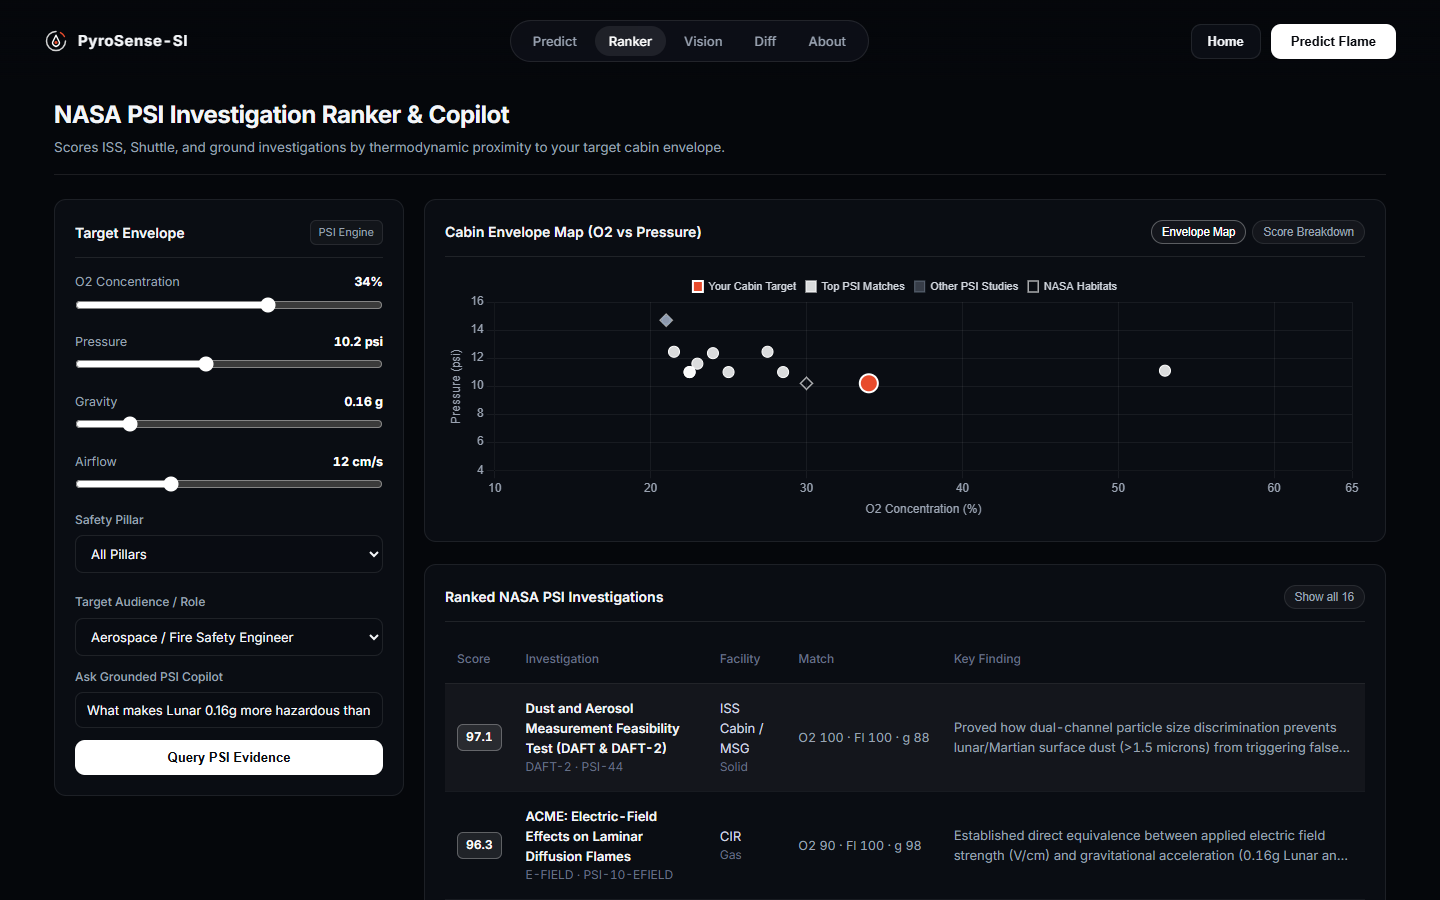 PyroSense-SI
Predict
Ranker
Vision
Diff
About
Home
Predict Flame
NASA PSI Investigation Ranker & Copilot
Scores ISS, Shuttle, and ground investigations by thermodynamic proximity to your target cabin envelope.
Target Envelope
PSI Engine
O2 Concentration
34%
Pressure
10.2 psi
Gravity
0.16 g
Airflow
12 cm/s
Safety Pillar
All Pillars
Target Audience / Role
Aerospace / Fire Safety Engineer
Ask Grounded PSI Copilot
What makes Lunar 0.16g more hazardous than
Query PSI Evidence
Cabin Envelope Map (O2 vs Pressure)
Envelope Map
Score Breakdown
Your Cabin Target
Top PSI Matches
Other PSI Studies
NASA Habitats
Pressure (psi)
16
14
12
10
8
6
4
10
20
30
40
50
60
65
O2 Concentration (%)
Ranked NASA PSI Investigations
Show all 16
Score
Investigation
Facility
Match
Key Finding
97.1
Dust and Aerosol
Measurement Feasibility
Test (DAFT & DAFT-2)
DAFT-2 · PSI-44
ISS
Cabin /
MSG
Solid
O2 100 · Fl 100 · g 88
Proved how dual-channel particle size discrimination prevents
lunar/Martian surface dust (>1.5 microns) from triggering false...
96.3
ACME: Electric-Field
Effects on Laminar
Diffusion Flames
E-FIELD · PSI-10-EFIELD
CIR
Gas
O2 90 · Fl 100 · g 98
Established direct equivalence between applied electric field
strength (V/cm) and gravitational acceleration (0.16g Lunar an...